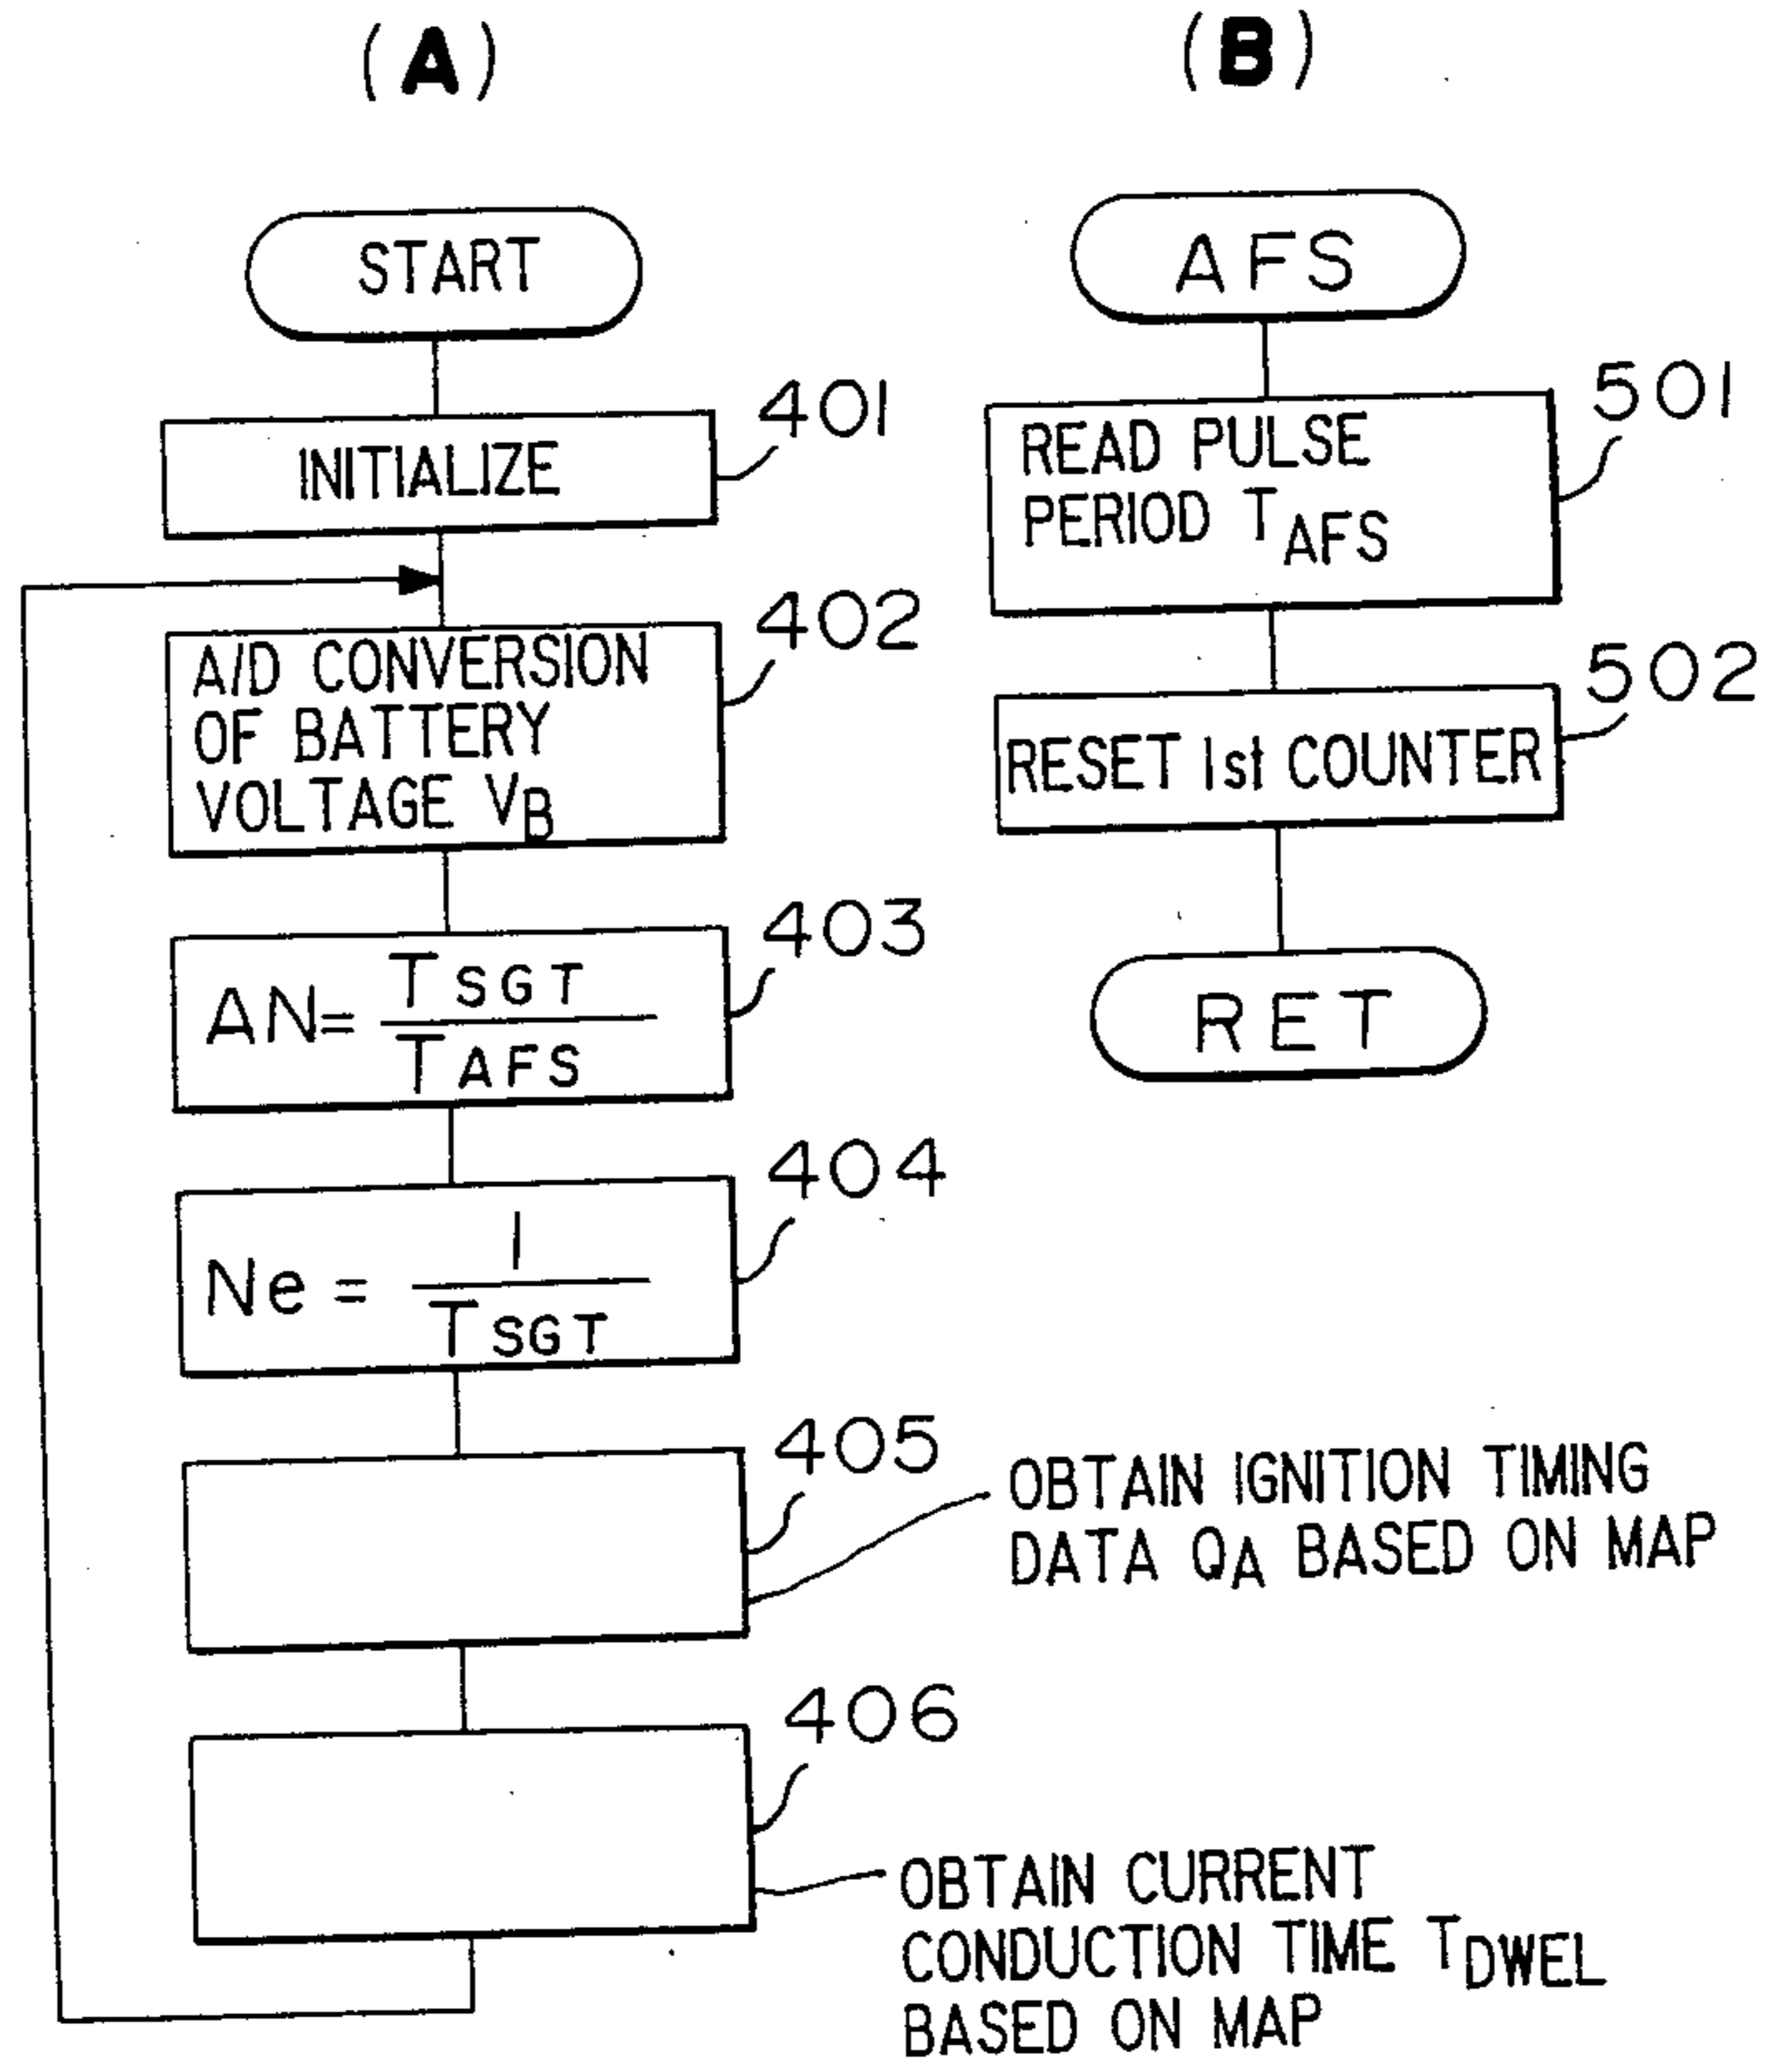 (A)
START
INITIALIZE
401
A/D CONVERSION
OF BATTERY
VOLTAGE VB
402
AN= TSGT
TAFS
403
Ne = 1
TSGT
404
405
OBTAIN IGNITION TIMING
DATA QA BASED ON MAP
406
OBTAIN CURRENT
CONDUCTION TIME TDWEL
BASED ON MAP
(B)
AFS
READ PULSE
PERIOD TAFS
501
RESET 1st COUNTER
502
RET